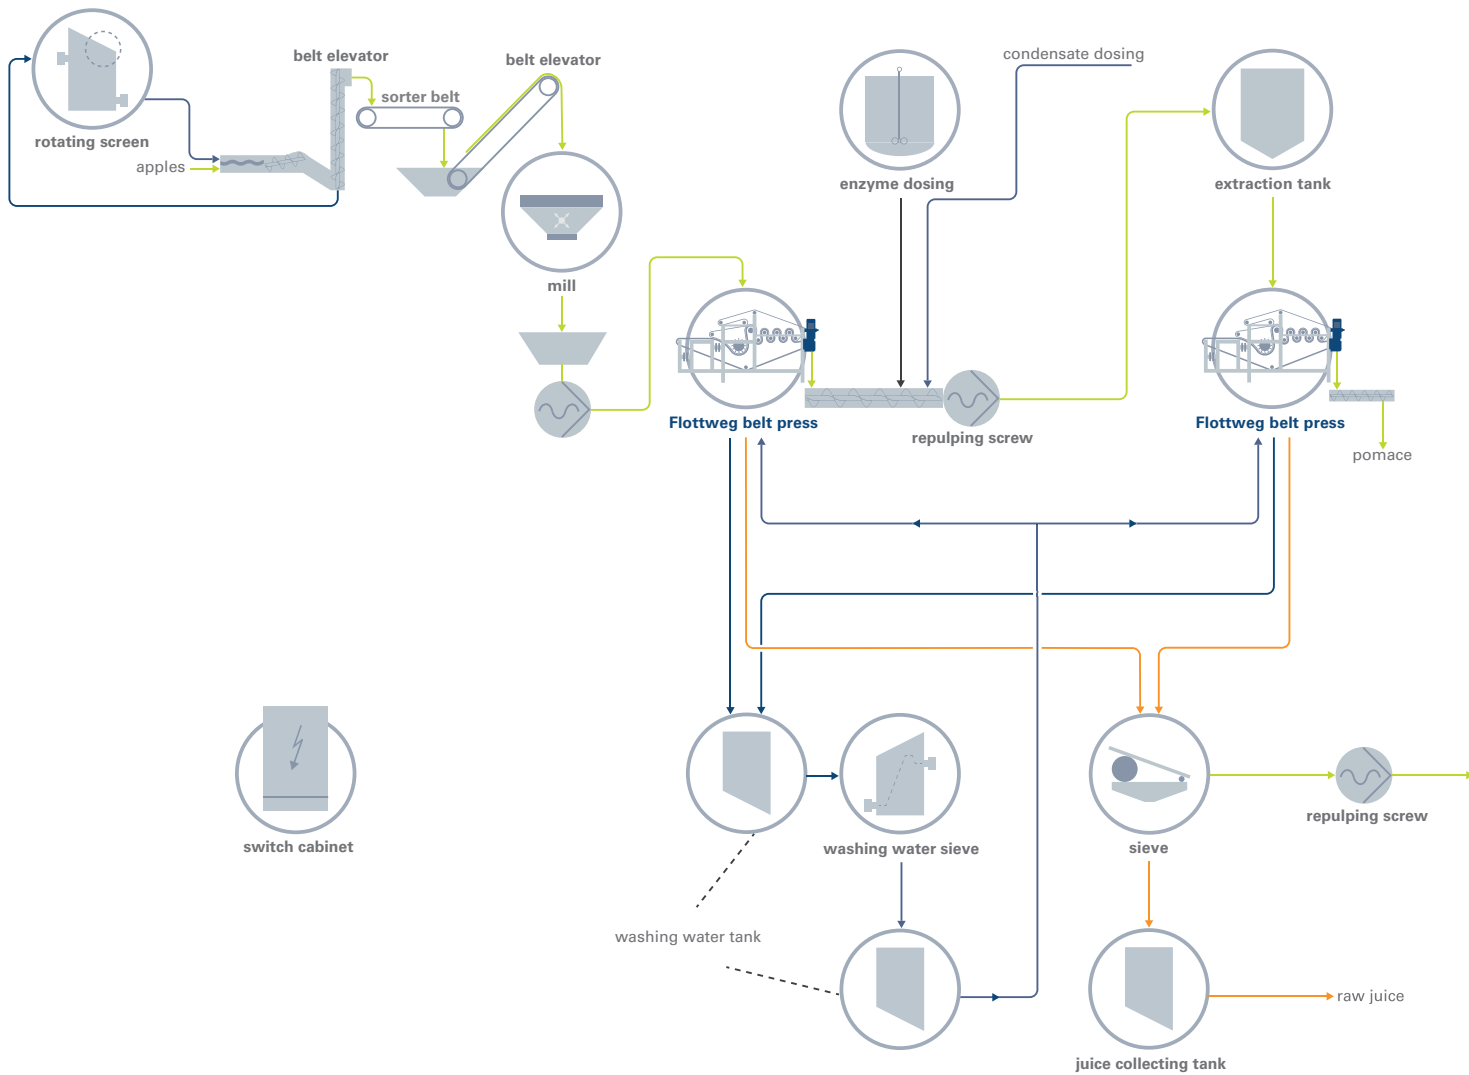 belt elevator
belt elevator
condensate dosing
sorter belt
rotating screen
apples
enzyme dosing
extraction tank
mill
Flottweg belt press
repulping screw
Flottweg belt press
pomace
switch cabinet
washing water sieve
sieve
repulping screw
washing water tank
raw juice
juice collecting tank